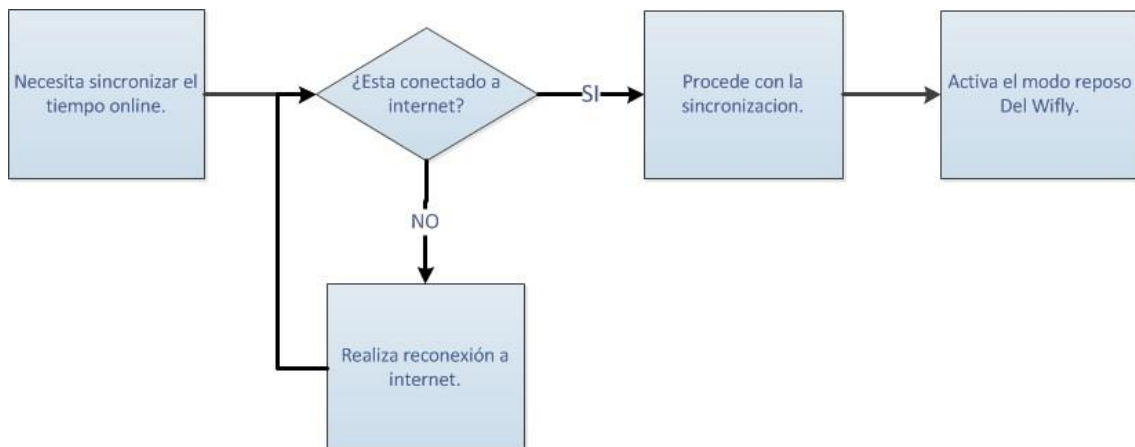 Necesita sincronizar el
tiempo online.
¿Esta conectado a
internet?
SI
Procede con la
sincronizacion.
Activa el modo reposo
Del Wifly.
NO
Realiza reconexión a
internet.